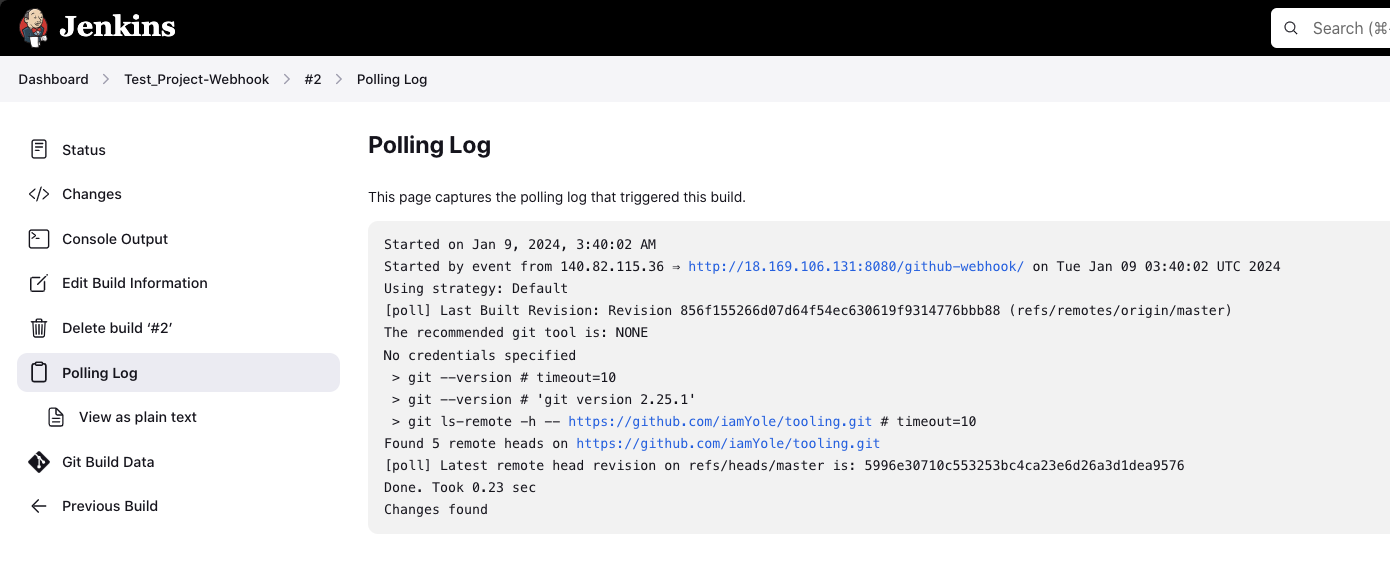 Jenkins
Search (⌘
Dashboard > Test_Project-Webhook > #2 > Polling Log
Status
Changes
Console Output
Edit Build Information
Delete build ‘#2’
Polling Log
View as plain text
Git Build Data
Previous Build
Polling Log
This page captures the polling log that triggered this build.
Started on Jan 9, 2024, 3:40:02 AM
Started by event from 140.82.115.36 ⇒ http://18.169.106.131:8080/github-webhook/ on Tue Jan 09 03:40:02 UTC 2024
Using strategy: Default
[poll] Last Built Revision: Revision 856f155266d07d64f54ec630619f9314776bbb88 (refs/remotes/origin/master)
The recommended git tool is: NONE
No credentials specified
 > git --version # timeout=10
 > git --version # 'git version 2.25.1'
 > git ls-remote -h -- https://github.com/iamYole/tooling.git # timeout=10
Found 5 remote heads on https://github.com/iamYole/tooling.git
[poll] Latest remote head revision on refs/heads/master is: 5996e30710c553253bc4ca23e6d26a3d1dea9576
Done. Took 0.23 sec
Changes found